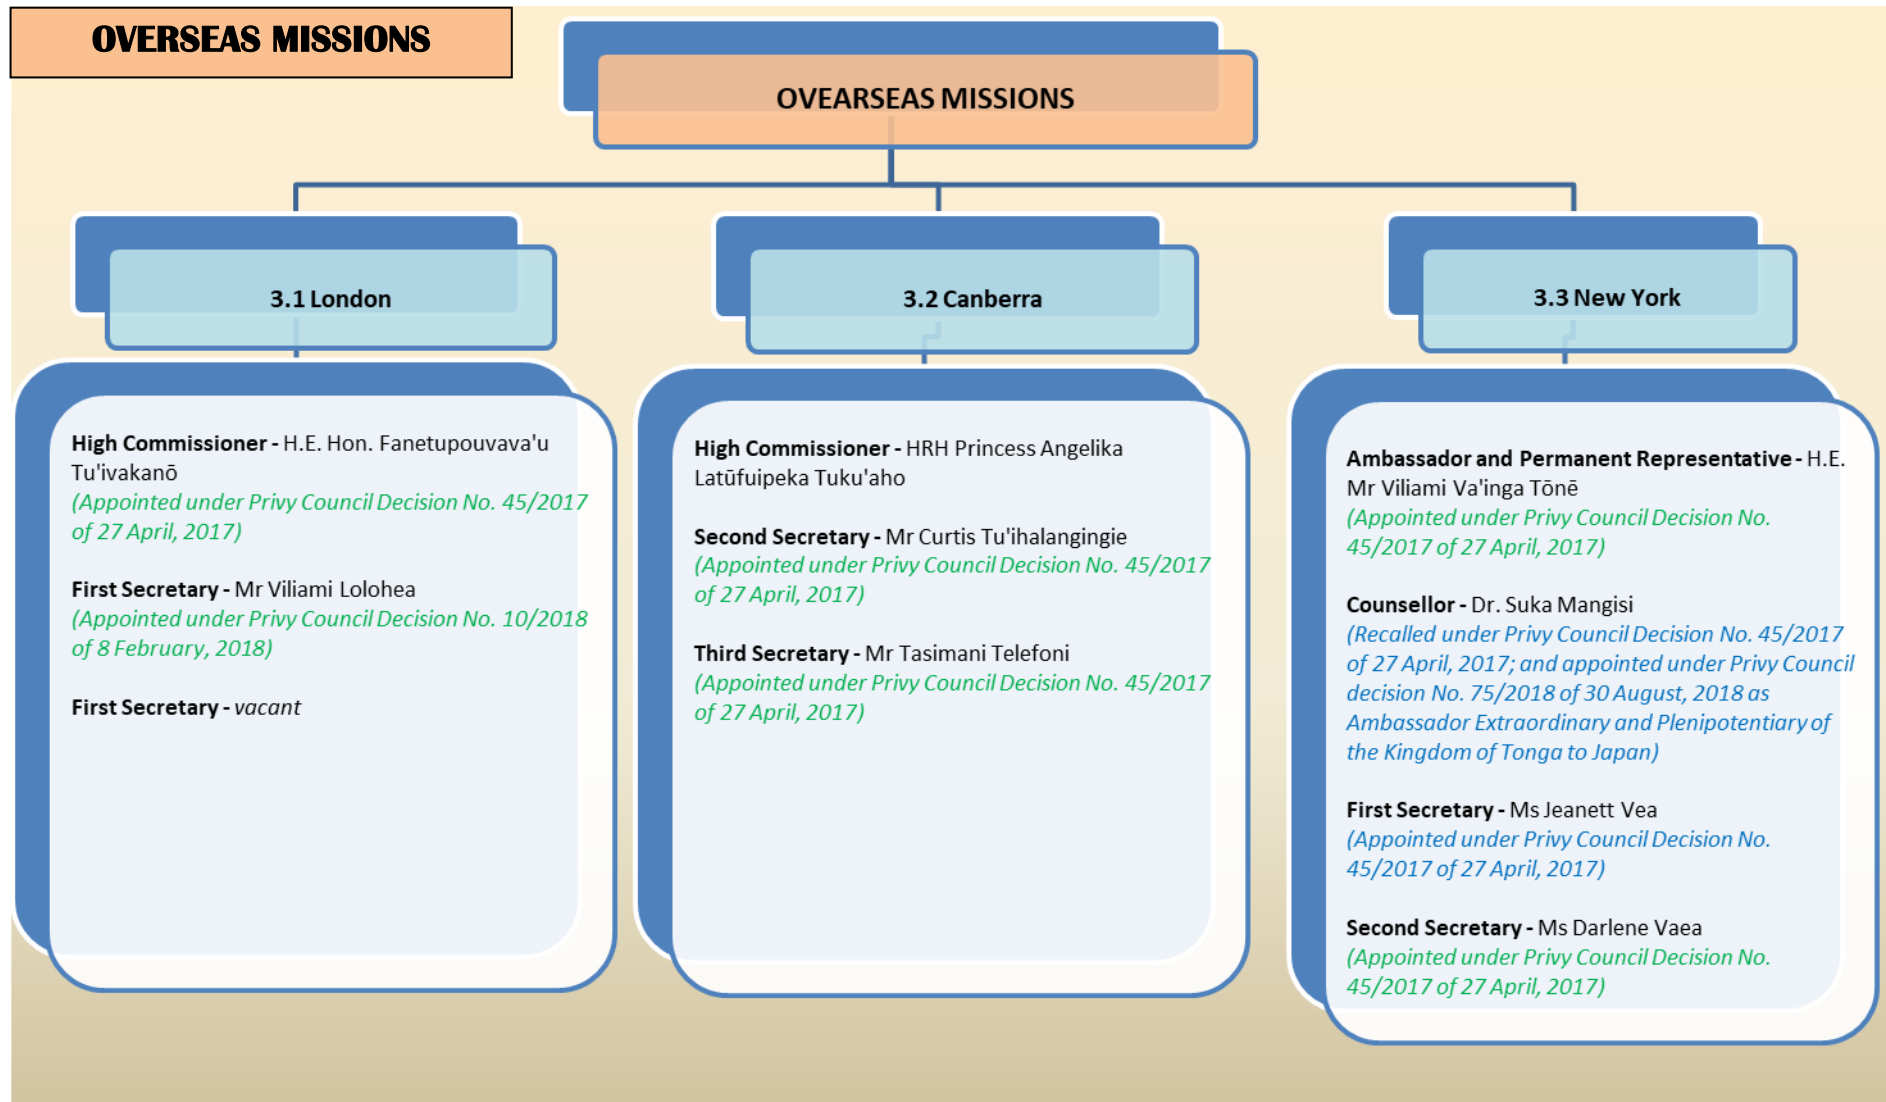 OVERSEAS MISSIONS
OVEARSEAS MISSIONS
3.1 London
High Commissioner - H.E. Hon. Fanetupouvava'u
Tu'ivakanō
(Appointed under Privy Council Decision No. 45/2017
of 27 April, 2017)
First Secretary - Mr Viliami Lolohea
(Appointed under Privy Council Decision No. 10/2018
of 8 February, 2018)
First Secretary - vacant
3.2 Canberra
High Commissioner - HRH Princess Angelika
Latūfuipeka Tuku'aho
Second Secretary - Mr Curtis Tu'ihalangingie
(Appointed under Privy Council Decision No. 45/2017
of 27 April, 2017)
Third Secretary - Mr Tasimani Telefoni
(Appointed under Privy Council Decision No. 45/2017
of 27 April, 2017)
3.3 New York
Ambassador and Permanent Representative - H.E.
Mr Viliami Va'inga Tōnē
(Appointed under Privy Council Decision No.
45/2017 of 27 April, 2017)
Counsellor - Dr. Suka Mangisi
(Recalled under Privy Council Decision No. 45/2017
of 27 April, 2017; and appointed under Privy Council
decision No. 75/2018 of 30 August, 2018 as
Ambassador Extraordinary and Plenipotentiary of
the Kingdom of Tonga to Japan)
First Secretary - Ms Jeanett Vea
(Appointed under Privy Council Decision No.
45/2017 of 27 April, 2017)
Second Secretary - Ms Darlene Vaea
(Appointed under Privy Council Decision No.
45/2017 of 27 April, 2017)